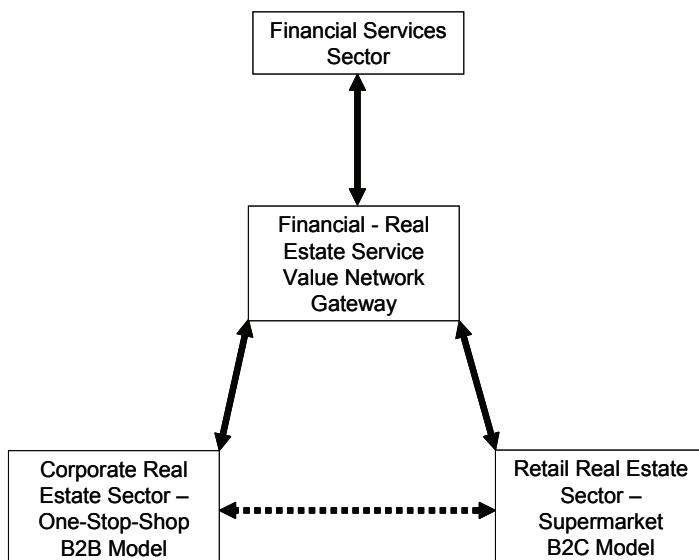 Financial Services
Sector
Financial - Real
Estate Service
Value Network
Gateway
Corporate Real
Estate Sector –
One-Stop-Shop
B2B Model
Retail Real Estate
Sector –
Supermarket
B2C Model